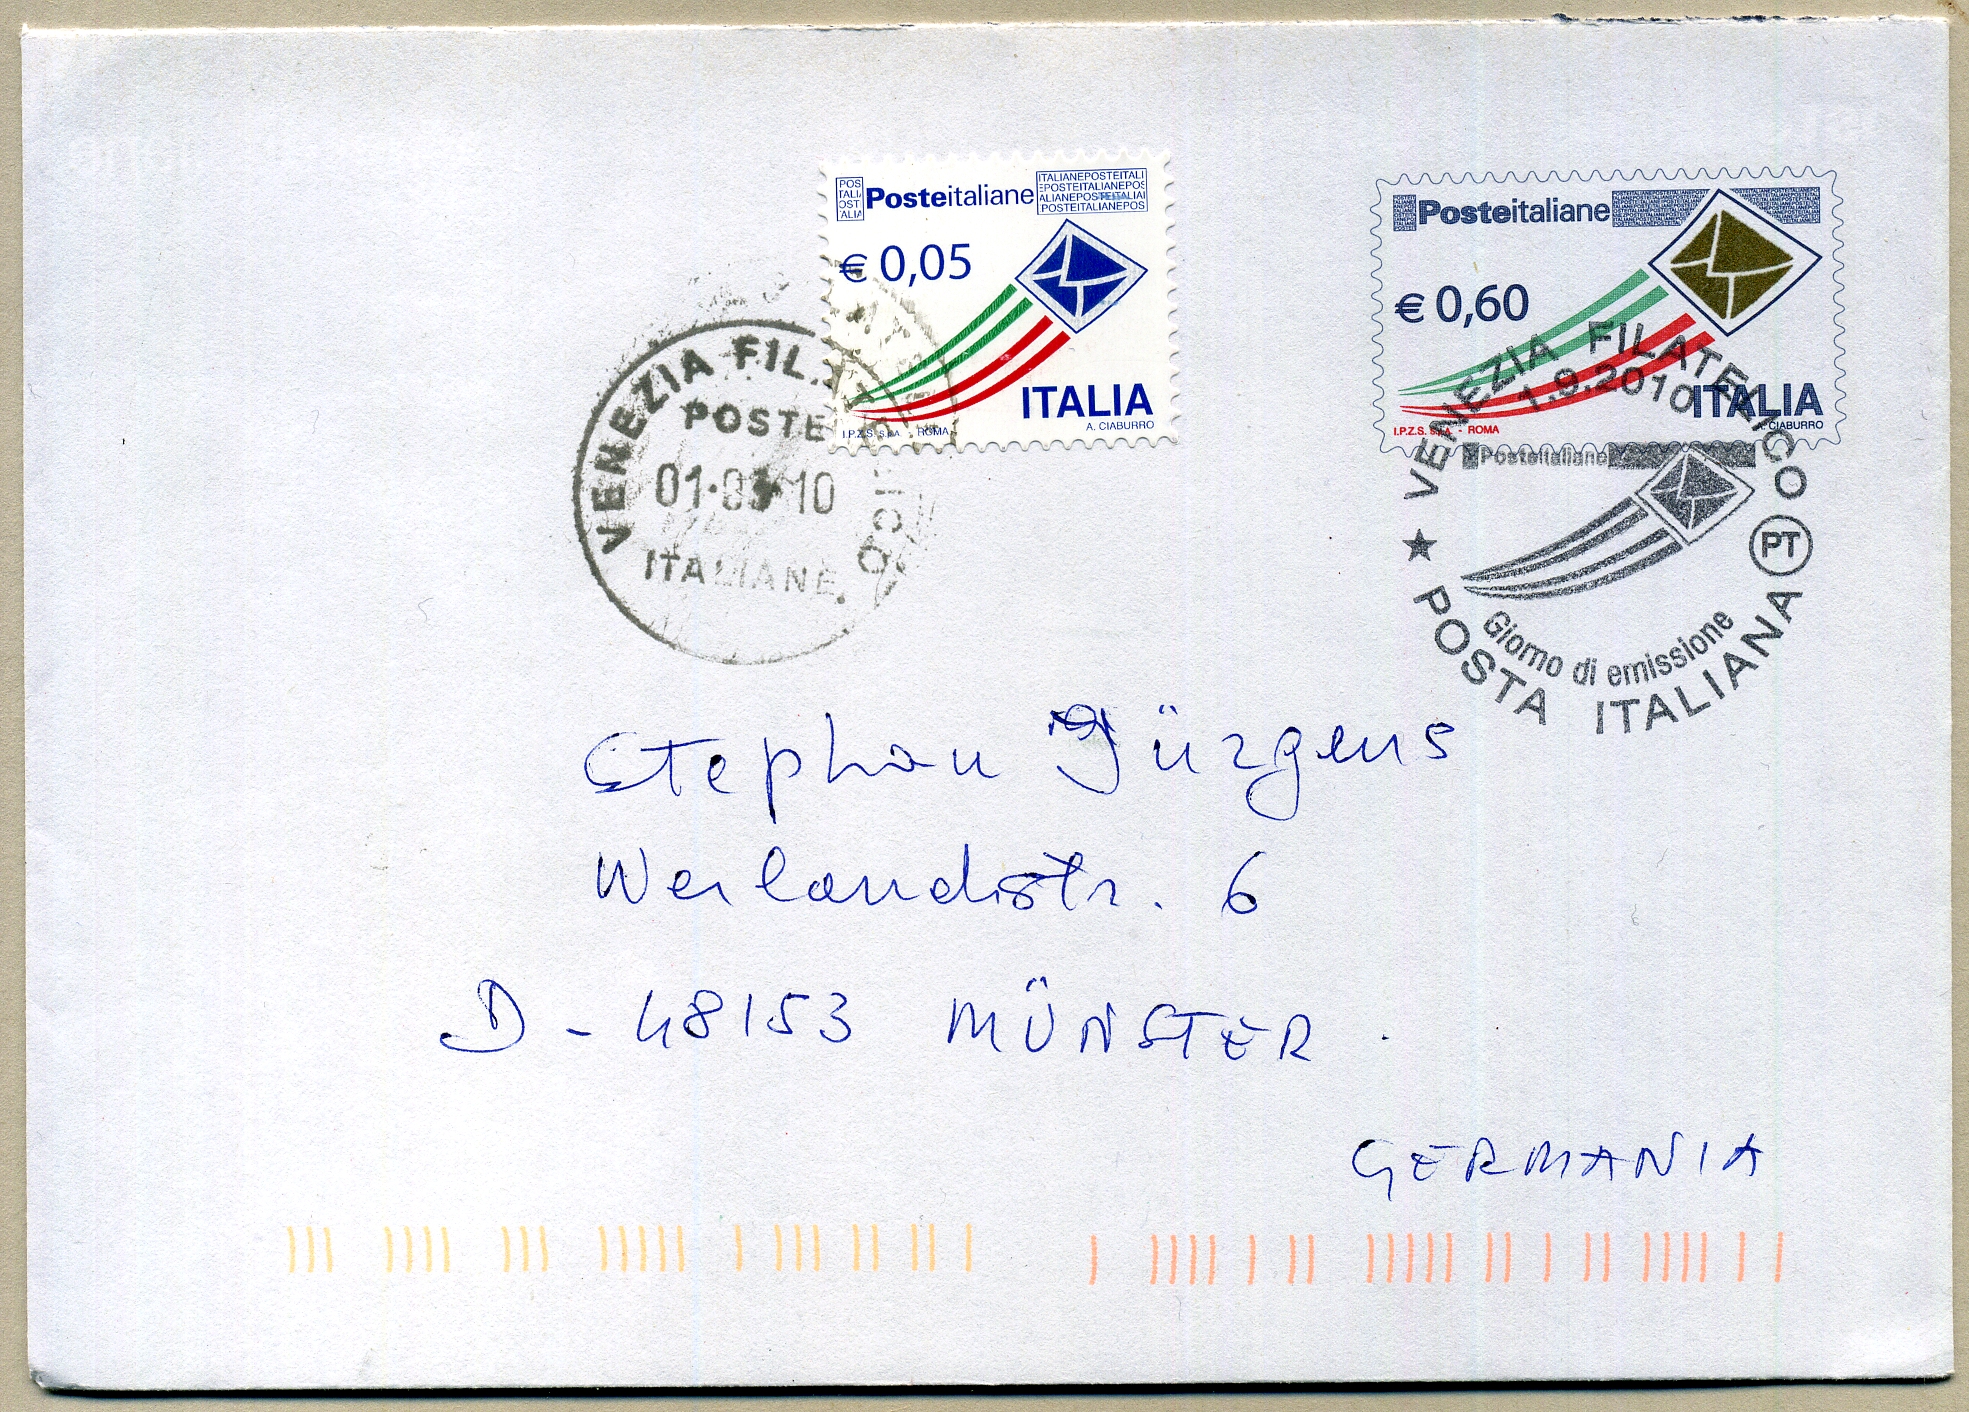 Posteitaliane
€ 0,05
ITALIA
A. CIABURRO
I.P.Z.S. S.p.A. - ROMA
Posteitaliane
€ 0,60
ITALIA
A. CIABURRO
I.P.Z.S. S.p.A. - ROMA
VENEZIA FIL
POSTE
ITALIANE
VENEZIA FILATELICO
1.9.2010
Posteitaliane
PT
Giorno di emissione
POSTA ITALIANA
Stephan Jürgens
Weilandstr. 6
D - 48153 MÜNSTER
GERMANIA